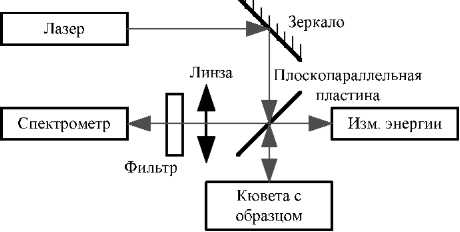 Зеркало
Лазер
Плоскопараллельная
пластина
Линза
Спектрометр
Изм. энергии
Фильтр
Кювета с
образцом